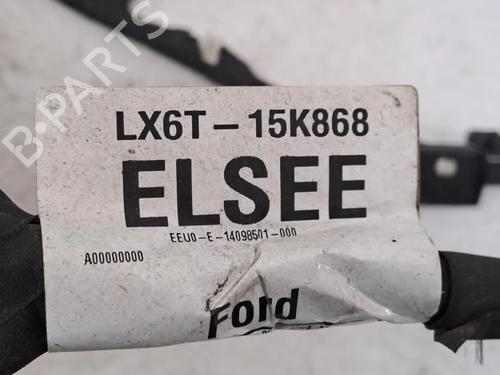 B-PARTS
LX6T-15K868
ELSEE
EEU0-E-14098501-000
A00000000
Ford